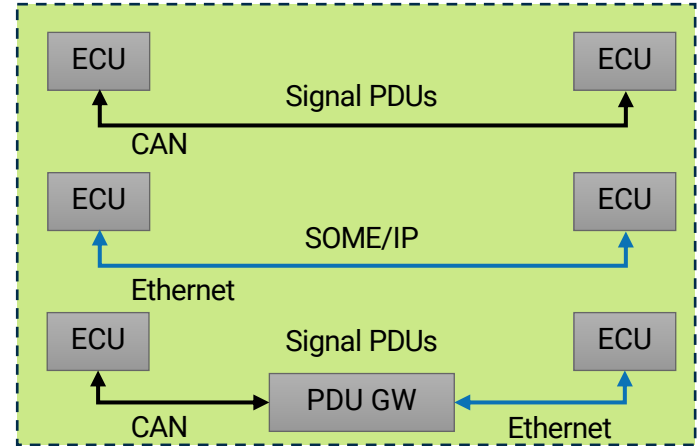 ECU ECU
Signal PDUs
CAN
ECU ECU
SOME/IP
Ethernet
ECU Signal PDUs ECU
PDU GW
CAN Ethernet